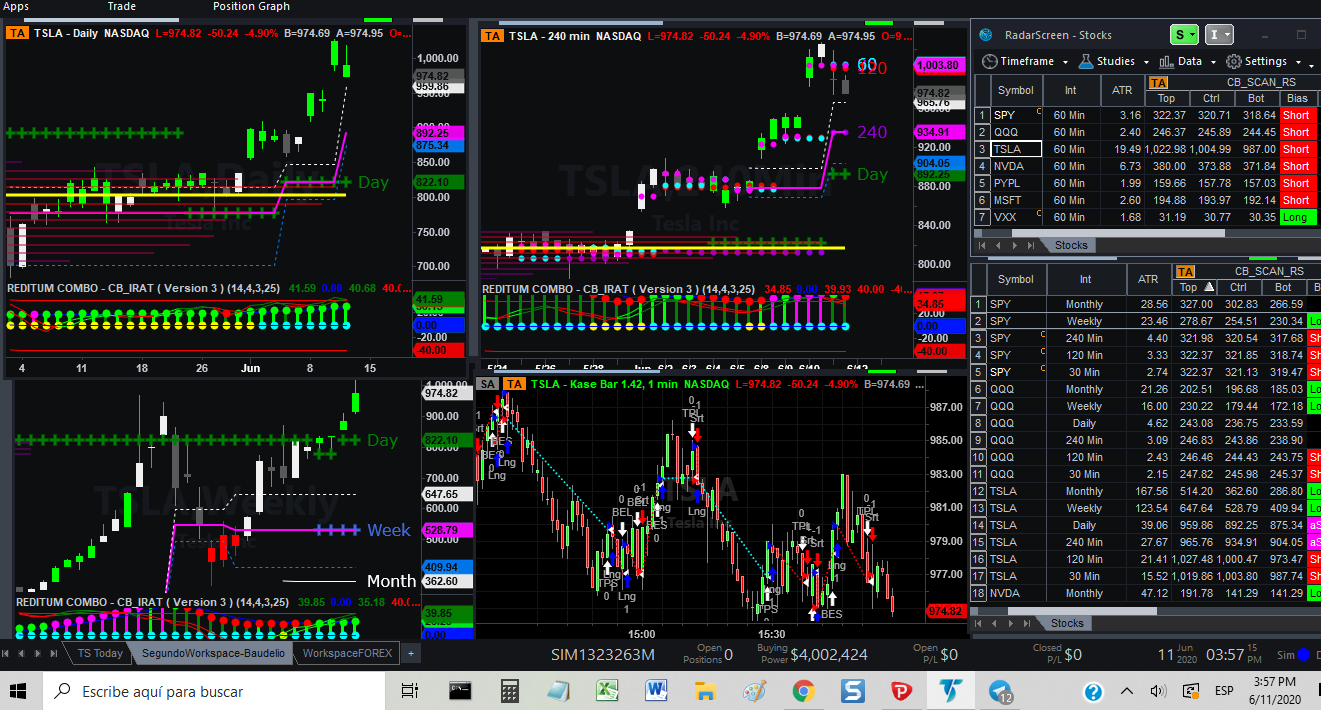 Apps Trade Position Graph
TA TSLA - Daily NASDAQ L=974.82 -50.24 -4.90% B=974.69 A=974.95 O=...
1,000.00
974.82
959.86
892.25
875.34
850.00
822.10
800.00
750.00
700.00
Day
TSLA Daily
Tesla Inc
REDITUM COMBO - CB_IRAT ( Version 3 ) (14,4,3,25) 41.59 0.00 40.68 40.0...
41.59
0.00
-20.00
-40.00
4 11 18 26 Jun 8 15
TA TSLA - 240 min NASDAQ L=974.82 -50.24 -4.90% B=974.69 A=974.95 O=9...
1,003.80
974.82
965.76
934.91
920.00
904.05
892.25
880.00
840.00
800.00
60
120
240
Day
Tesla Inc
REDITUM COMBO - CB_IRAT ( Version 3 ) (14,4,3,25) 34.85 0.00 39.93 40.00 -4...
20.00
0.00
-20.00
-40.00
5/24 5/26 5/28 Jun 6/4 6/8 6/9 6/10 6/12
1,000.00
974.82
900.00
822.10
700.00
647.65
600.00
528.79
500.00
409.94
362.60
Day
Week
Month
TSLA Weekly
Tesla Inc
REDITUM COMBO - CB_IRAT ( Version 3 ) (14,4,3,25) 39.85 0.00 35.18 40.0...
39.85
0.00
SA TA TSLA - Kase Bar 1.42, 1 min NASDAQ L=974.82 -50.24 -4.90% B=974.69 ...
987.00
985.00
983.00
981.00
979.00
977.00
974.82
TSLA
Tesla Inc
15:00 15:30
RadarScreen - Stocks S I
Timeframe Studies Data Settings
Symbol Int ATR TA CB_SCAN_RS
Top Ctrl Bot Bias
1 SPY C 60 Min 3.16 322.37 320.71 318.64 Short
2 QQQ 60 Min 2.40 246.37 245.89 244.45 Short
3 TSLA 60 Min 19.49 1,022.98 1,004.99 987.00 Short
4 NVDA 60 Min 6.73 380.00 373.88 371.84 Short
5 PYPL 60 Min 1.99 159.66 157.78 157.03 Short
6 MSFT 60 Min 2.60 194.88 193.97 192.14 Short
7 VXX C 60 Min 1.68 31.19 30.77 30.35 Long
Stocks
Symbol Int ATR TA CB_SCAN_RS
Top Ctrl Bot B
1 SPY Monthly 28.56 327.00 302.83 266.59
2 SPY Weekly 23.46 278.67 254.51 230.34 Lo
3 SPY C 240 Min 4.40 321.98 320.54 317.68 Sh
4 SPY C 120 Min 3.33 322.37 321.85 318.74 Sh
5 SPY C 30 Min 2.74 322.37 321.13 319.47 Sh
6 QQQ Monthly 21.26 202.51 196.68 185.03 Lo
7 QQQ Weekly 16.00 230.22 179.44 172.18 Lo
8 QQQ Daily 4.62 243.08 236.75 233.59
9 QQQ 240 Min 3.09 246.83 243.86 238.90
10 QQQ 120 Min 2.43 246.46 244.43 243.75 Sh
11 QQQ 30 Min 2.15 247.82 245.98 245.37 Sh
12 TSLA Monthly 167.56 514.20 362.60 286.80 Lo
13 TSLA Weekly 123.54 647.64 528.79 409.94 Lo
14 TSLA Daily 39.06 959.86 892.25 875.34 aS
15 TSLA 240 Min 27.67 965.76 934.91 904.05 aS
16 TSLA 120 Min 21.41 1,027.48 1,000.47 973.47 Sh
17 TSLA 30 Min 15.52 1,019.86 1,003.80 987.74 Sh
18 NVDA Monthly 47.12 191.78 141.29 141.29 Lo
Stocks
TS Today SegundoWorkspace-Baudelio WorkspaceFOREX +
SIM1323263M Open Positions 0 Buying Power $4,002,424 Open P/L $0 Closed P/L $0 11 Jun 2020 03:57 15 PM Sim
Escribe aquí para buscar
12
ESP
3:57 PM
6/11/2020